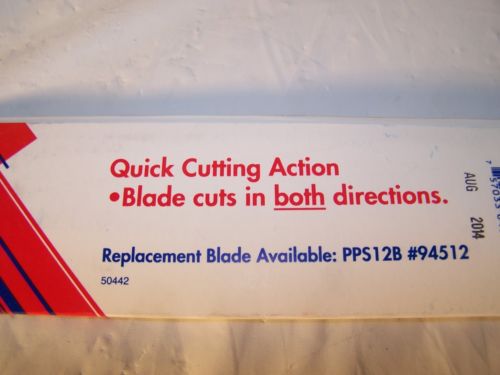 Quick Cutting Action
•Blade cuts in both directions.
Replacement Blade Available: PPS12B #94512
50442
AUG 2014